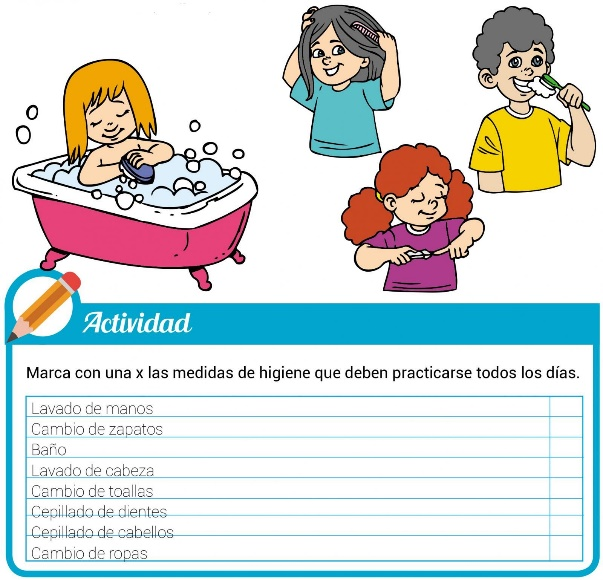 Actividad
Marca con una x las medidas de higiene que deben practicarse todos los días.
Lavado de manos
Cambio de zapatos
Baño
Lavado de cabeza
Cambio de toallas
Cepillado de dientes
Cepillado de cabellos
Cambio de ropas